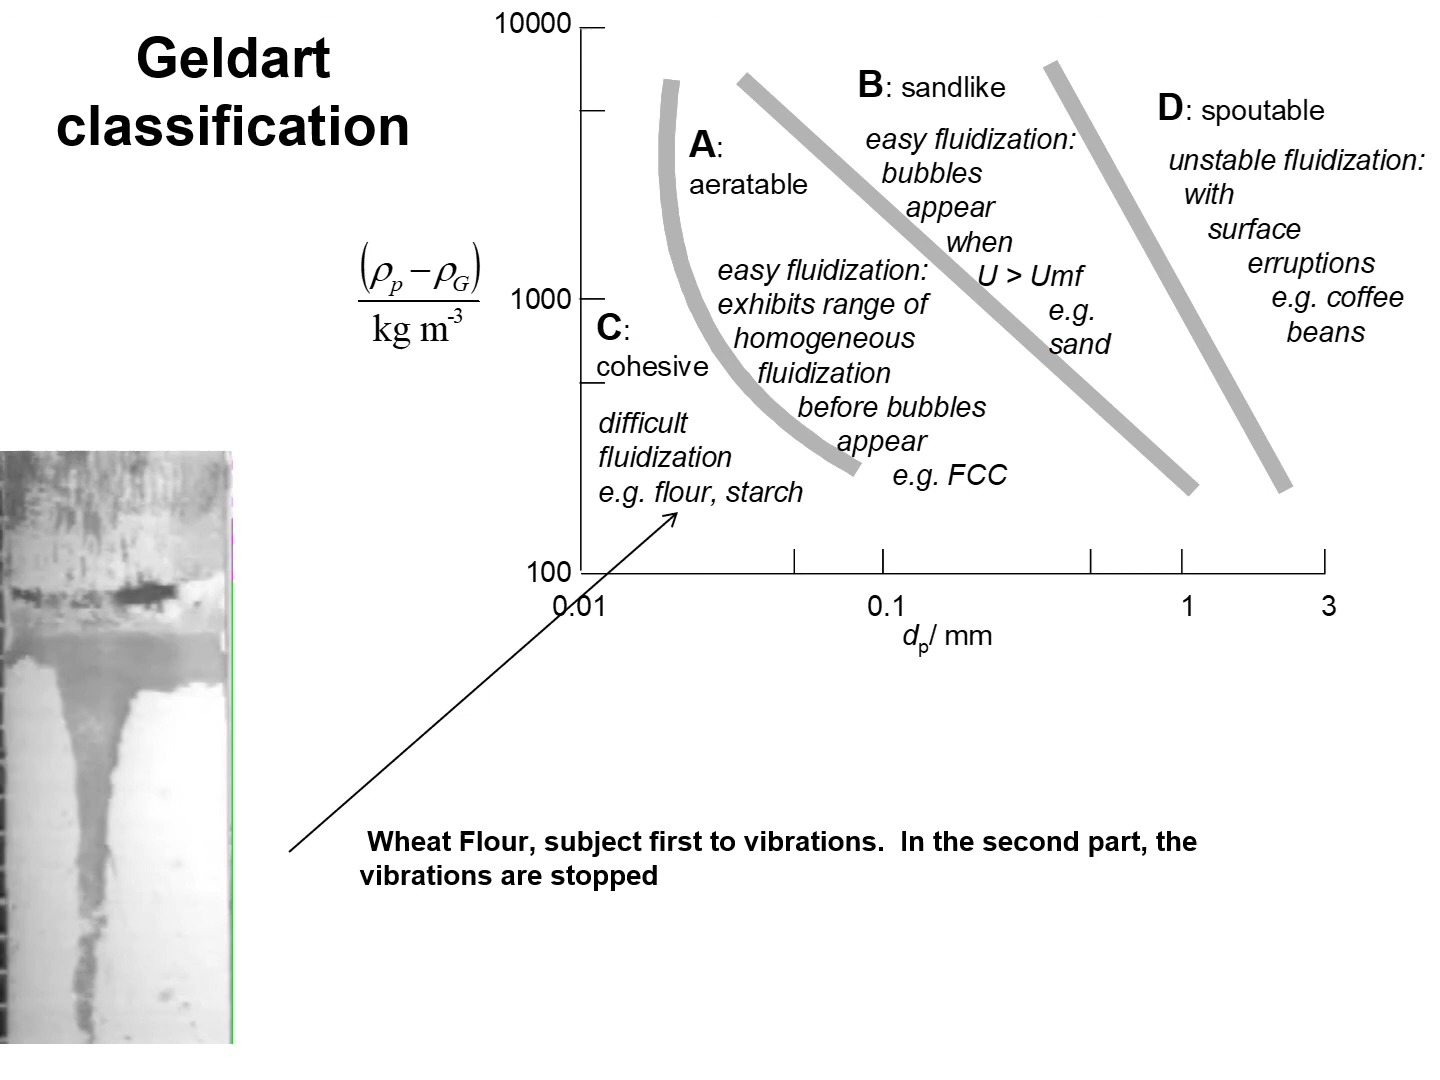 Geldart
classification
10000
1000
100
(ρp – ρG)
kg m-3
A:
aeratable
easy fluidization:
exhibits range of
homogeneous
fluidization
before bubbles
appear
e.g. FCC
B: sandlike
easy fluidization:
bubbles
appear
when
U > Umf
e.g.
sand
C:
cohesive
difficult
fluidization
e.g. flour, starch
D: spoutable
unstable fluidization:
with
surface
erruptions
e.g. coffee
beans
0.01
0.1
1
3
dp/ mm
Wheat Flour, subject first to vibrations. In the second part, the
vibrations are stopped